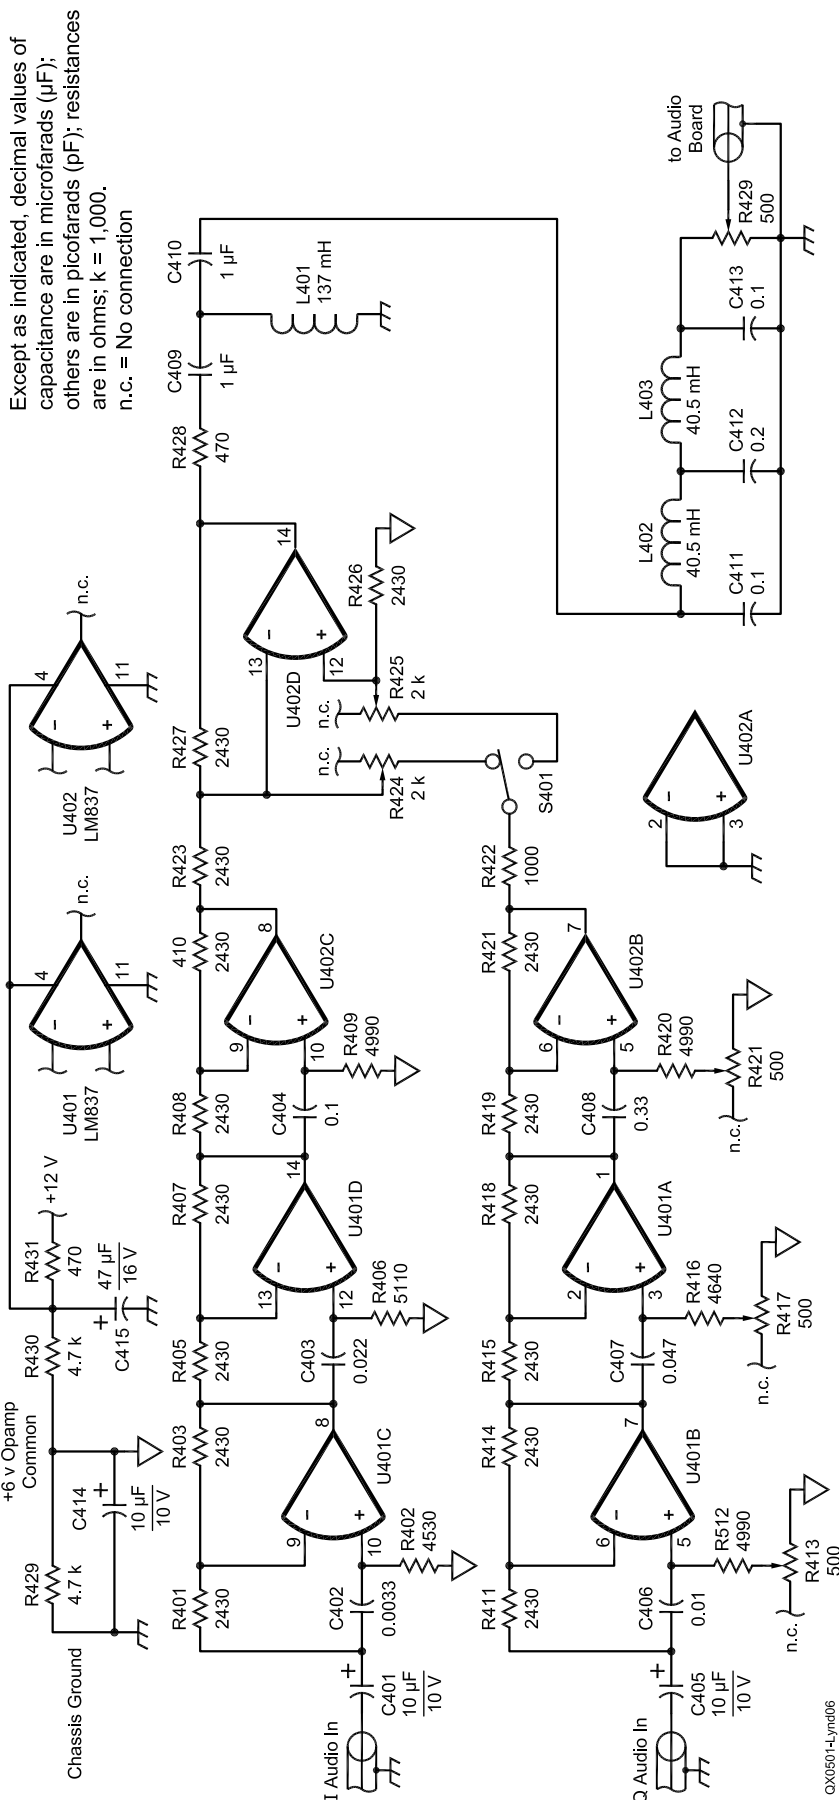 Except as indicated, decimal values of
capacitance are in microfarads (µF);
others are in picofarads (pF); resistances
are in ohms; k = 1,000.
n.c. = No connection
+6 v Opamp
Common
Chassis Ground
R429
4.7 k
C414
+
10 µF
10 V
R430
4.7 k
R431
470
+12 V
C415
+
47 µF
16 V
U401
LM837
–
+
4
11
n.c.
U402
LM837
–
+
4
11
n.c.
I Audio In
+
C401
10 µF
10 V
R401
2430
C402
0.0033
R402
4530
9
10
8
–
+
U401C
R403
2430
R405
2430
C403
0.022
R406
5110
13
12
14
–
+
U401D
R407
2430
R408
2430
C404
0.1
R409
4990
9
10
8
–
+
U402C
410
2430
R423
2430
R427
2430
13
12
14
–
+
U402D
n.c.
n.c.
R424
2 k
R425
2 k
R426
2430
R428
470
C409
1 µF
L401
137 mH
C410
1 µF
Q Audio In
+
C405
10 µF
10 V
R411
2430
C406
0.01
R512
4990
n.c.
R413
500
6
5
7
–
+
U401B
R414
2430
R415
2430
C407
0.047
R416
4640
n.c.
R417
500
2
3
1
–
+
U401A
R418
2430
R419
2430
C408
0.33
R420
4990
n.c.
R421
500
6
5
7
–
+
U402B
R421
2430
R422
1000
S401
2
3
–
+
U402A
C411
0.1
L402
40.5 mH
C412
0.2
L403
40.5 mH
C413
0.1
R429
500
to Audio
Board
QX0501-Lynd06